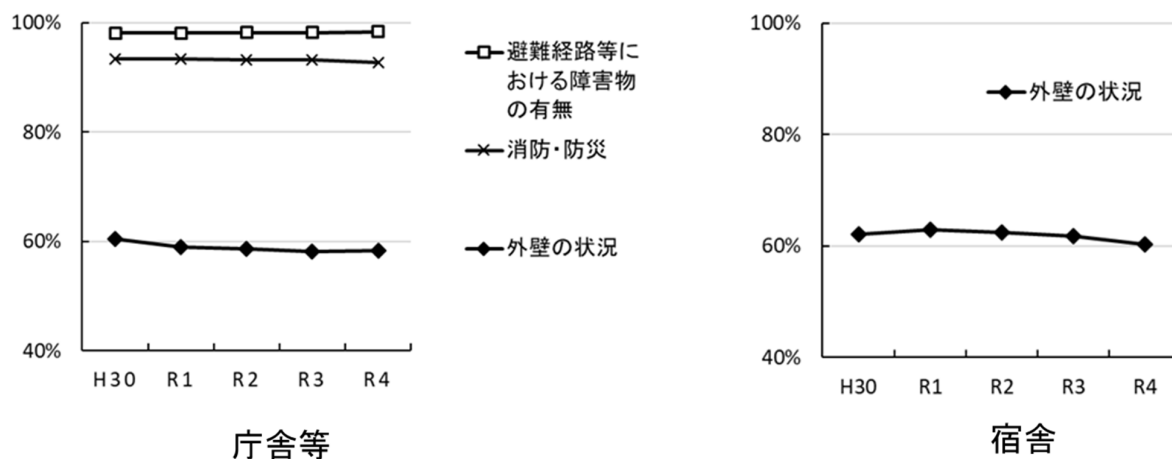 100%
80%
60%
40%
H30 R1 R2 R3 R4
避難経路等に
おける障害物
の有無
消防・防災
外壁の状況
庁舎等
100%
80%
60%
40%
H30 R1 R2 R3 R4
外壁の状況
宿舎